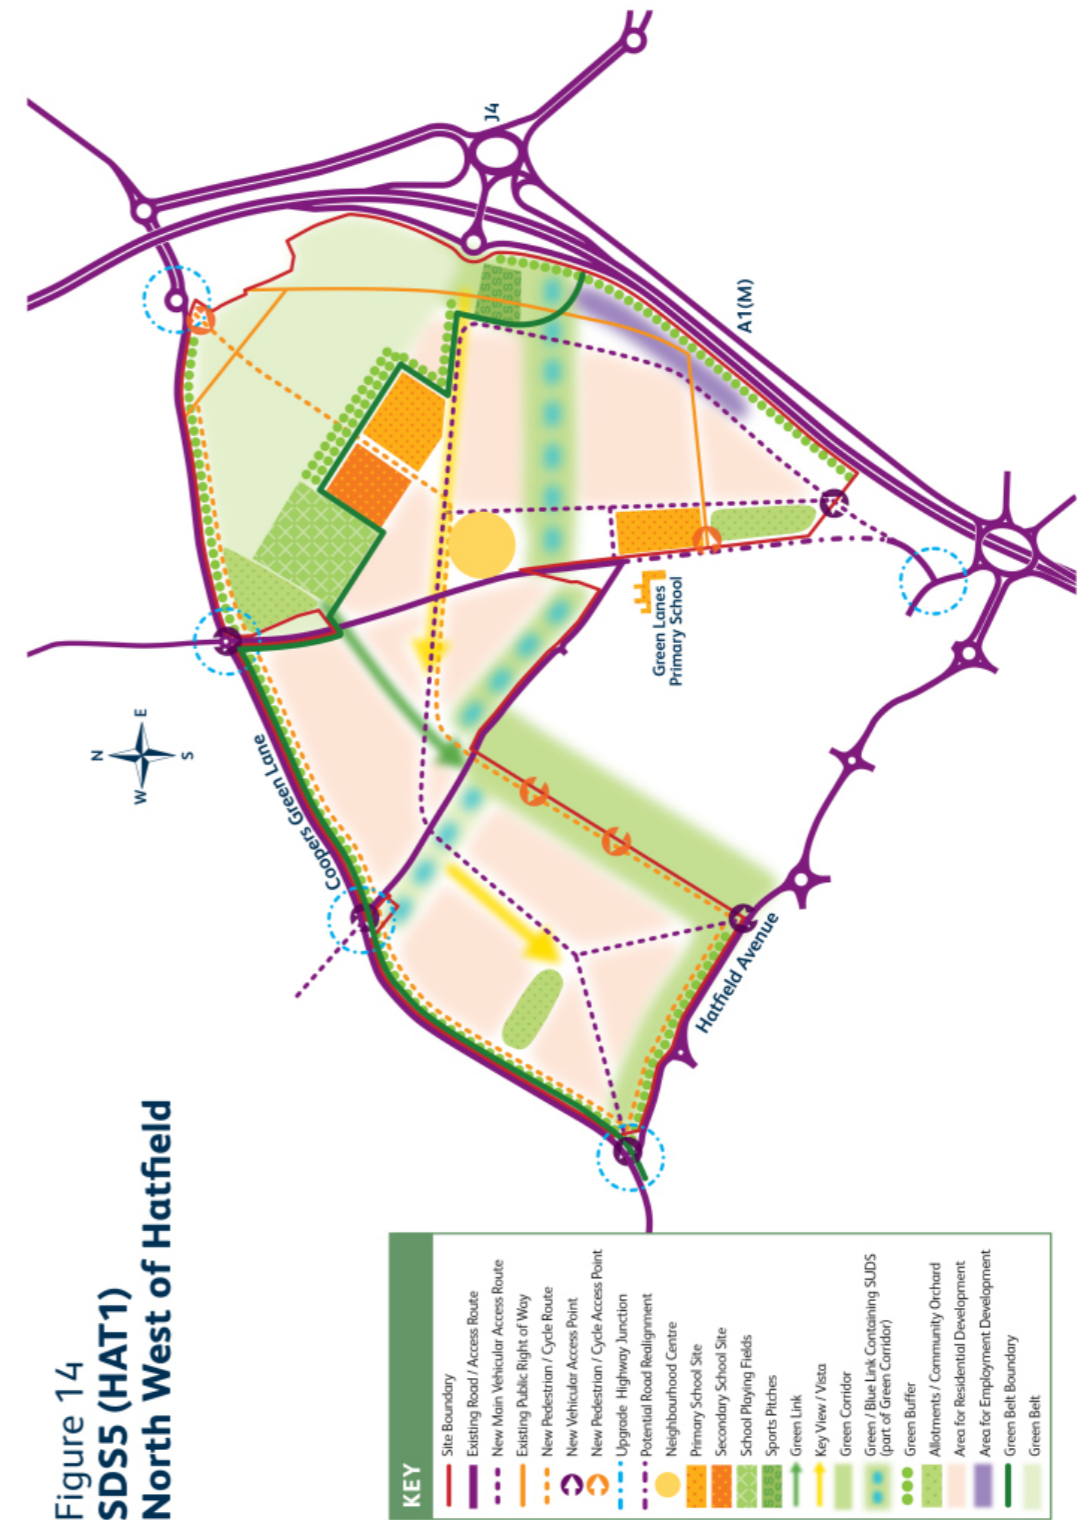 Figure 14
SDS5 (HAT1)
North West of Hatfield
KEY
Site Boundary
Existing Road / Access Route
New Main Vehicular Access Route
Existing Public Right of Way
New Pedestrian / Cycle Route
New Vehicular Access Point
New Pedestrian / Cycle Access Point
Upgrade Highway Junction
Potential Road Realignment
Neighbourhood Centre
Primary School Site
Secondary School Site
School Playing Fields
Sports Pitches
Green Link
Key View / Vista
Green Corridor
Green / Blue Link Containing SUDS
(part of Green Corridor)
Green Buffer
Allotments / Community Orchard
Area for Residential Development
Area for Employment Development
Green Belt Boundary
Green Belt
Coopers Green Lane
N
E
S
W
Hatfield Avenue
Green Lanes
Primary School
A1(M)
J4